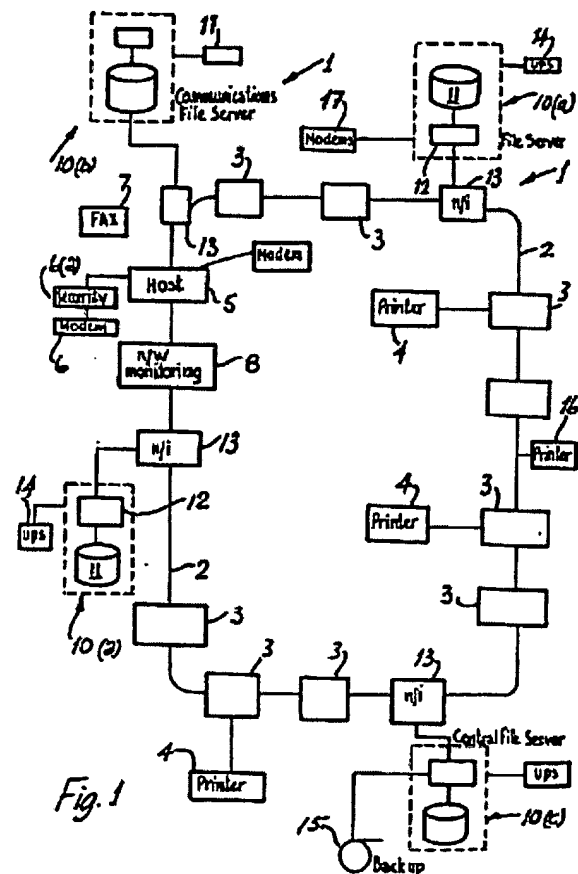 17
1
14
ups
Communications
File Server
10(b)
11
10(a)
17
Modems
File Server
12
13
n/i
1
3
3
7
FAX
13
2
6(a)
Security
Host
Modem
5
Modem
6
3
Printer
4
n/w
monitoring
8
16
Printer
n/i
13
4
3
Printer
14
ups
12
11
2
3
10(a)
3
3
3
13
n/i
Central File Server
4
Printer
ups
Fig. 1
15
Backup
10(c)